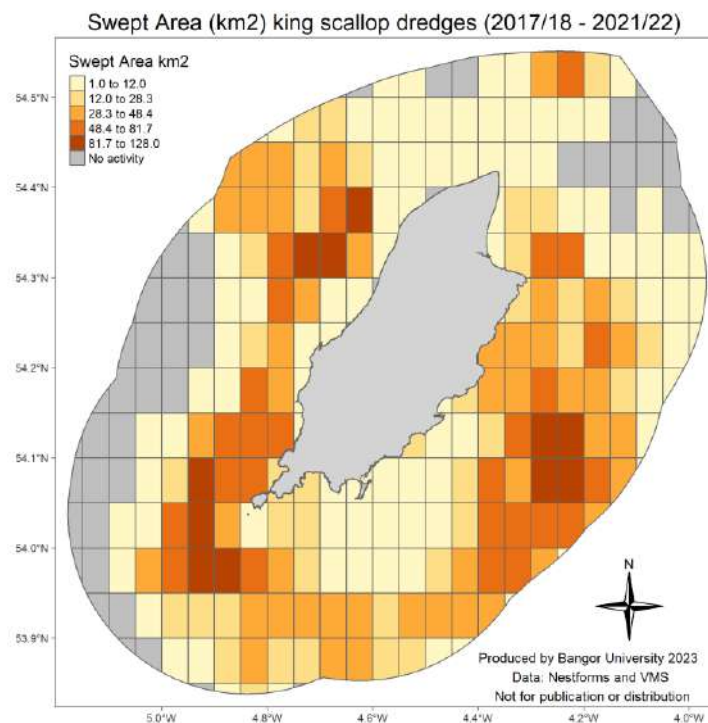 Swept Area (km2) king scallop dredges (2017/18 - 2021/22)
Swept Area km2
1.0 to 12.0
12.0 to 28.3
28.3 to 48.4
48.4 to 81.7
81.7 to 128.0
No activity
54.5°N
54.4°N
54.3°N
54.2°N
54.1°N
54.0°N
53.9°N
N
Produced by Bangor University 2023
Data: Nestforms and VMS
Not for publication or distribution
5.0°W 4.8°W 4.6°W 4.4°W 4.2°W 4.0°W